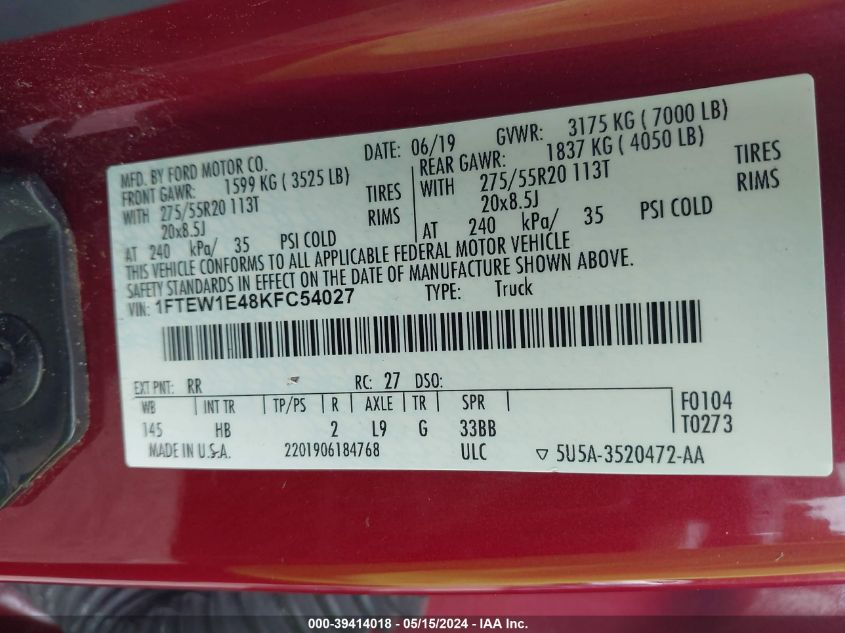 MFD. BY FORD MOTOR CO. DATE: 06/19 GVWR: 3175 KG ( 7000 LB)
FRONT GAWR: 1599 KG ( 3525 LB) REAR GAWR: 1837 KG ( 4050 LB)
WITH 275/55R20 113T TIRES WITH 275/55R20 113T TIRES
20x8.5J RIMS 20x8.5J RIMS
AT 240 kPa/ 35 PSI COLD AT 240 kPa/ 35 PSI COLD
THIS VEHICLE CONFORMS TO ALL APPLICABLE FEDERAL MOTOR VEHICLE
SAFETY STANDARDS IN EFFECT ON THE DATE OF MANUFACTURE SHOWN ABOVE.
VIN: 1FTEW1E48KFC54027 TYPE: Truck
EXT PNT: RR RC: 27 DSO:
WB INT TR TP/PS R AXLE TR SPR F0104
145 HB 2 L9 G 33BB T0273
MADE IN U.S.A. 2201906184768 ULC ▽ 5U5A-3520472-AA
000-39414018 - 05/15/2024 - IAA Inc.